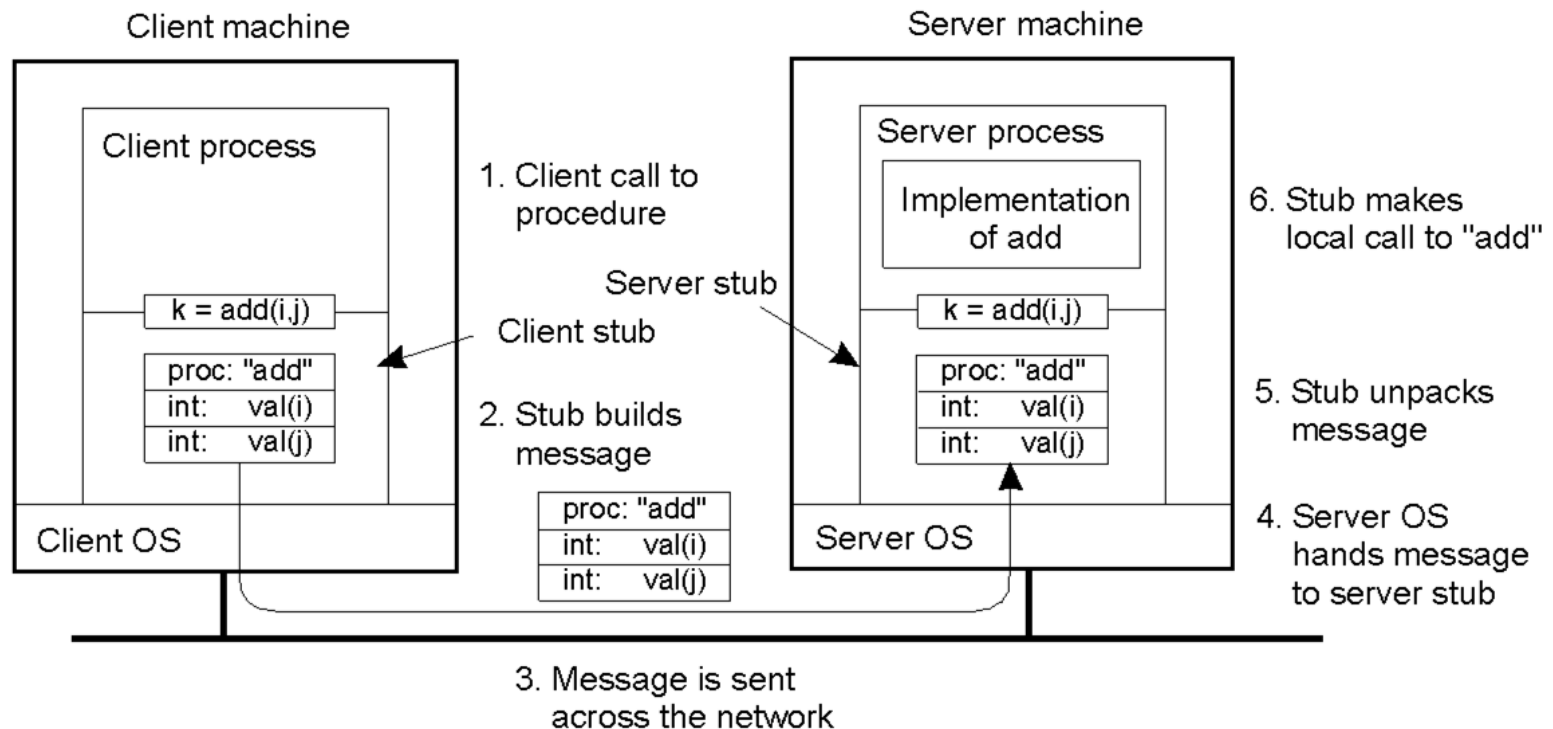 Client machine
Server machine
Client process
1. Client call to
procedure
k = add(i,j)
Client stub
proc: "add"
int: val(i)
int: val(j)
2. Stub builds
message
proc: "add"
int: val(i)
int: val(j)
Client OS
Server process
Implementation
of add
6. Stub makes
local call to "add"
Server stub
k = add(i,j)
proc: "add"
int: val(i)
int: val(j)
5. Stub unpacks
message
Server OS
4. Server OS
hands message
to server stub
3. Message is sent
across the network